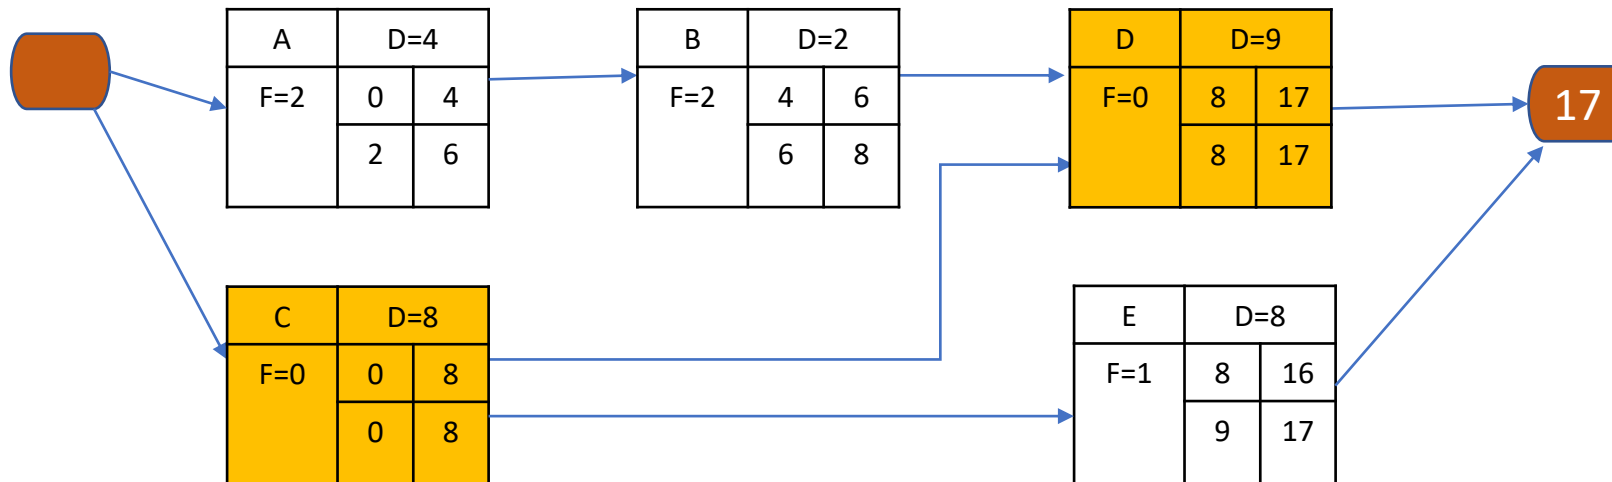 A D=4
F=2 0 4
2 6
B D=2
F=2 4 6
6 8
D D=9
F=0 8 17
8 17
17
C D=8
F=0 0 8
0 8
E D=8
F=1 8 16
9 17